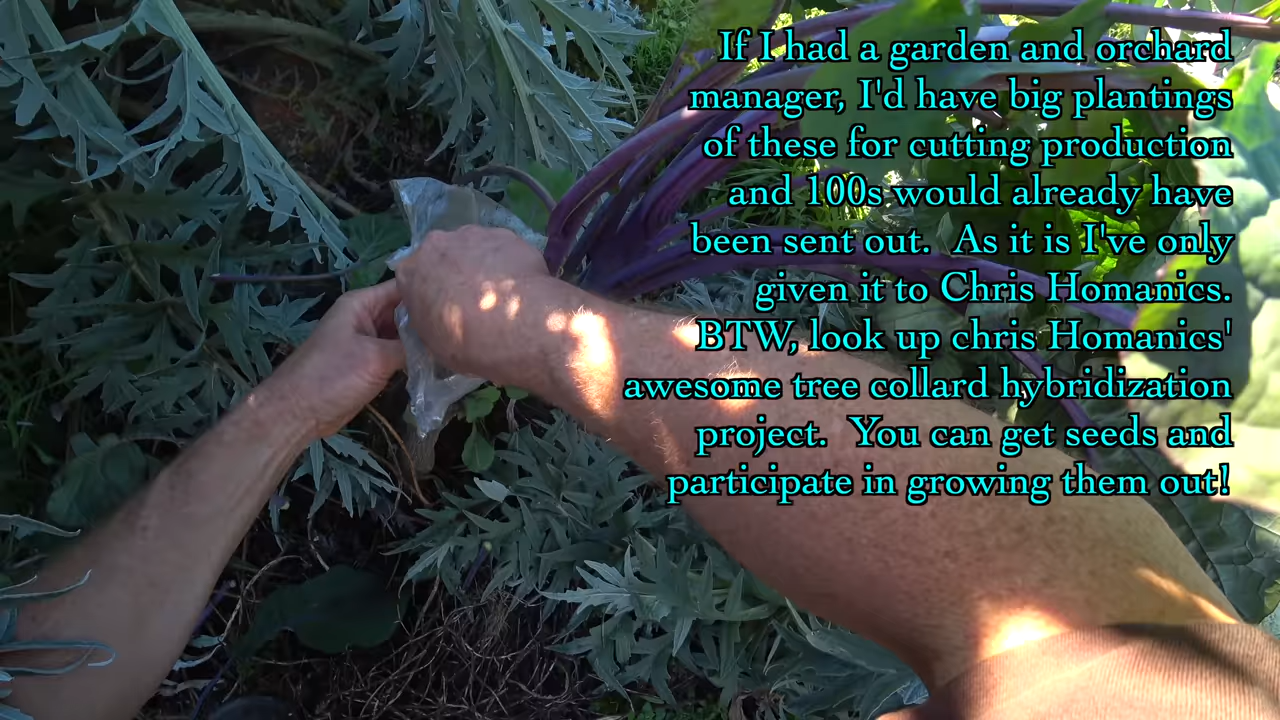 If I had a garden and orchard
manager, I'd have big plantings
of these for cutting production
and 100s would already have
been sent out.  As it is I've only
given it to Chris Homanics.
BTW, look up chris Homanics'
awesome tree collard hybridization
project.  You can get seeds and
participate in growing them out!